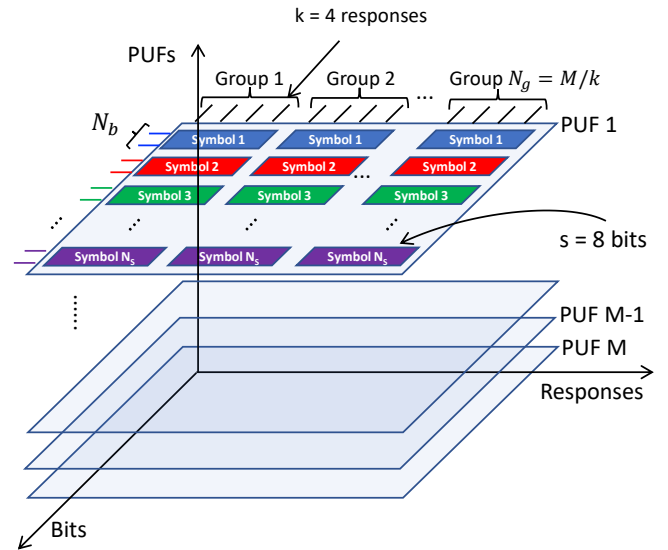 k = 4 responses
PUFs
Group 1 Group 2 ... Group $N_g = M/k$
$N_b$
PUF 1
Symbol 1 Symbol 1 Symbol 1
Symbol 2 Symbol 2 ... Symbol 2
Symbol 3 Symbol 3 Symbol 3
... ... ...
s = 8 bits
Symbol N_s Symbol N_s Symbol N_s
......
PUF M-1
PUF M
Responses
Bits